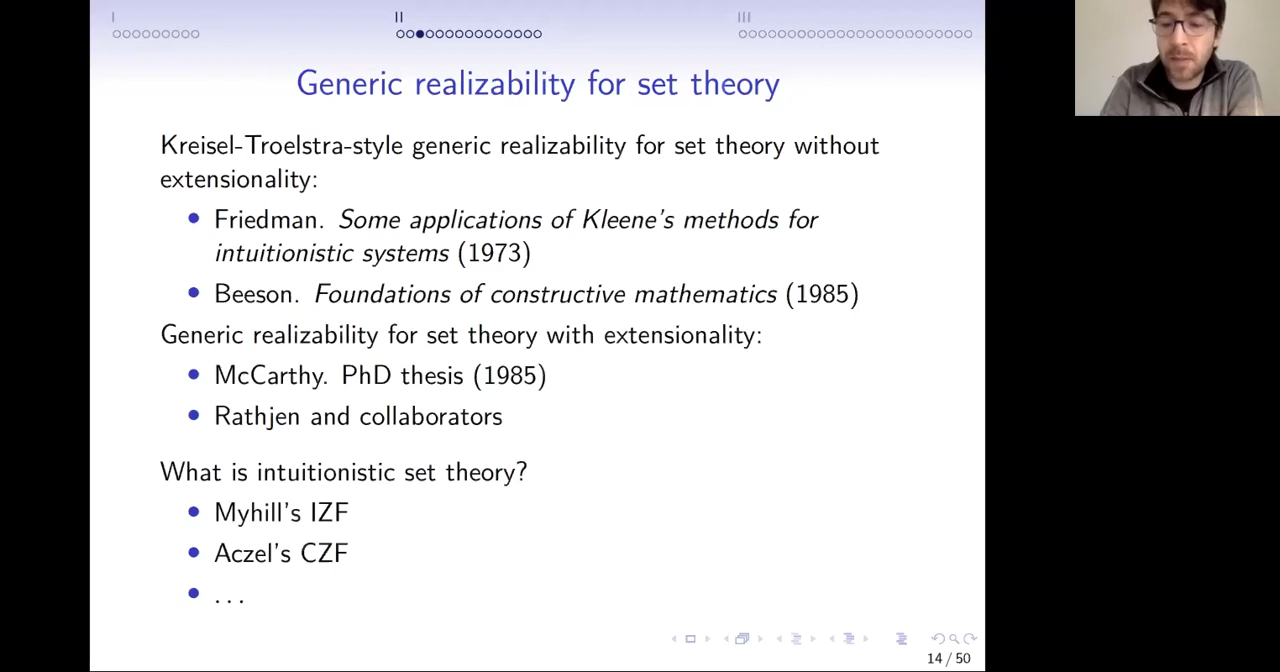 I II III
Generic realizability for set theory
Kreisel-Troelstra-style generic realizability for set theory without
extensionality:
• Friedman. Some applications of Kleene's methods for
intuitionistic systems (1973)
• Beeson. Foundations of constructive mathematics (1985)
Generic realizability for set theory with extensionality:
• McCarthy. PhD thesis (1985)
• Rathjen and collaborators
What is intuitionistic set theory?
• Myhill's IZF
• Aczel's CZF
• ...
14 / 50